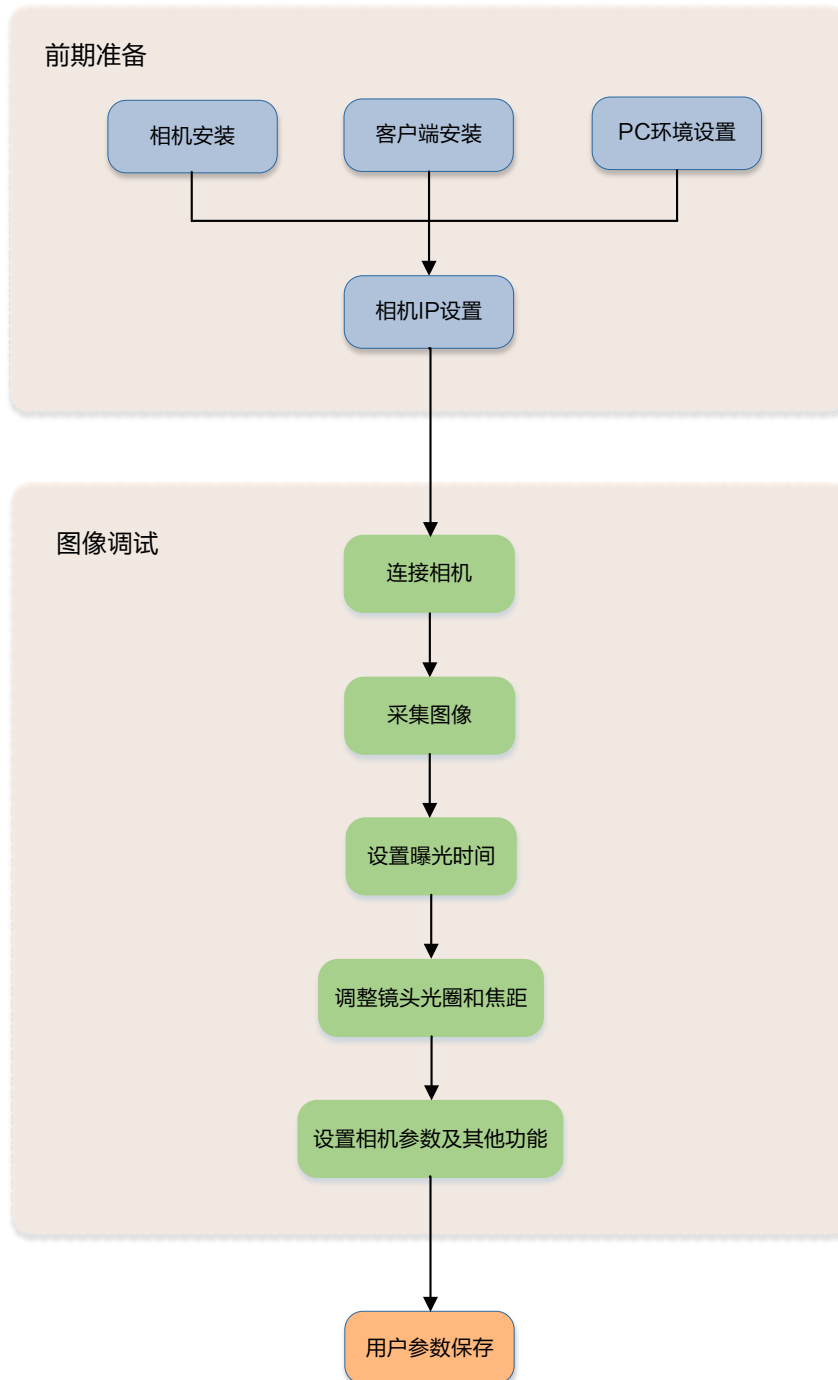 前期准备
相机安装
客户端安装
PC环境设置
相机IP设置
图像调试
连接相机
采集图像
设置曝光时间
调整镜头光圈和焦距
设置相机参数及其他功能
用户参数保存